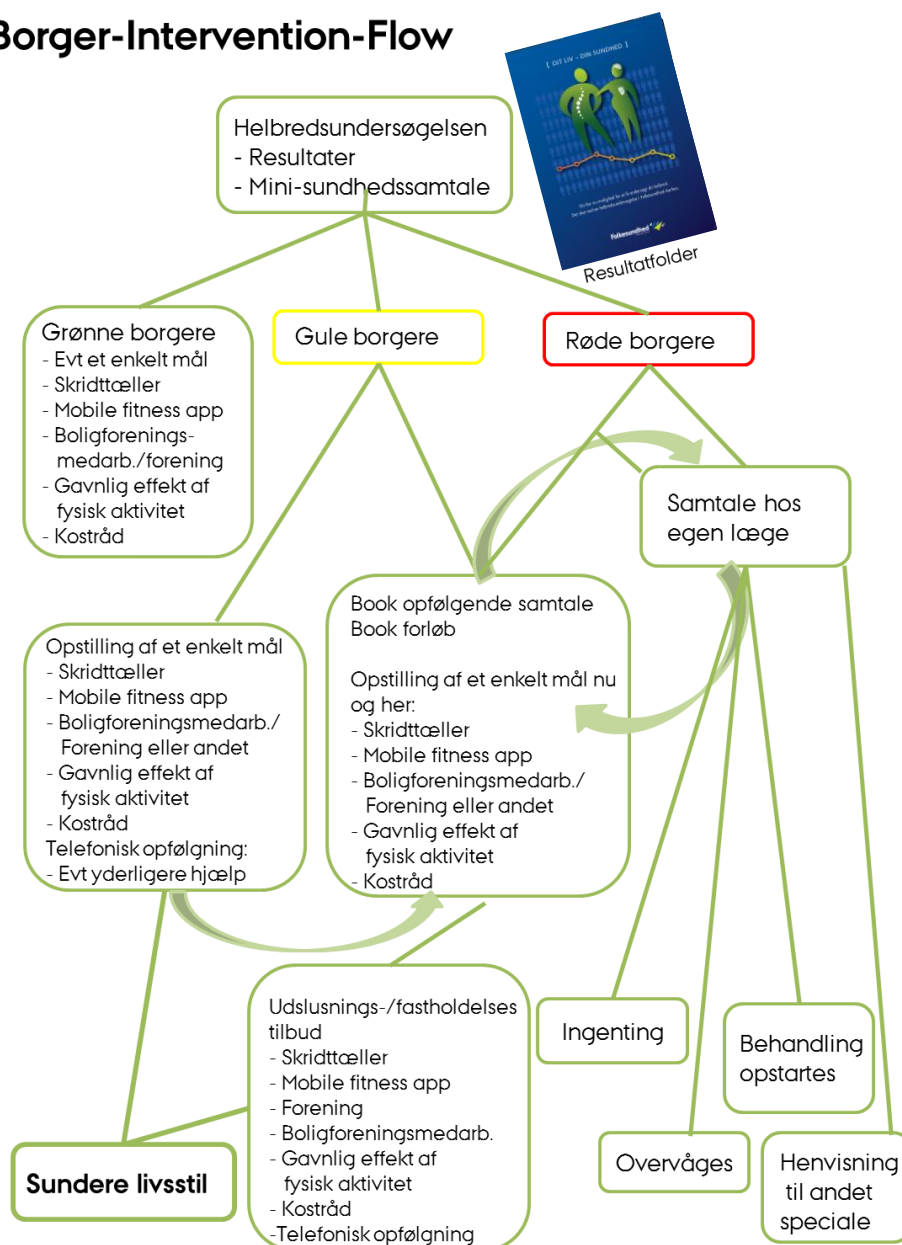 Borger-Intervention-Flow
[ DIT LIV – DIN SUNDHED ]
Folkesundhed
Resultatfolder
Helbredsundersøgelsen
- Resultater
- Mini-sundhedssamtale
Grønne borgere
- Evt et enkelt mål
- Skridttæller
- Mobile fitness app
- Boligforenings-
medarb./forening
- Gavnlig effekt af
fysisk aktivitet
- Kostråd
Gule borgere
Røde borgere
Samtale hos
egen læge
Opstilling af et enkelt mål
- Skridttæller
- Mobile fitness app
- Boligforeningsmedarb./
Forening eller andet
- Gavnlig effekt af
fysisk aktivitet
- Kostråd
Telefonisk opfølgning:
- Evt yderligere hjælp
Book opfølgende samtale
Book forløb
Opstilling af et enkelt mål nu
og her:
- Skridttæller
- Mobile fitness app
- Boligforeningsmedarb./
Forening eller andet
- Gavnlig effekt af
fysisk aktivitet
- Kostråd
Udslusnings-/fastholdelses
tilbud
- Skridttæller
- Mobile fitness app
- Forening
- Boligforeningsmedarb.
- Gavnlig effekt af
fysisk aktivitet
- Kostråd
-Telefonisk opfølgning
Sundere livsstil
Ingenting
Behandling
opstartes
Overvåges
Henvisning
til andet
speciale